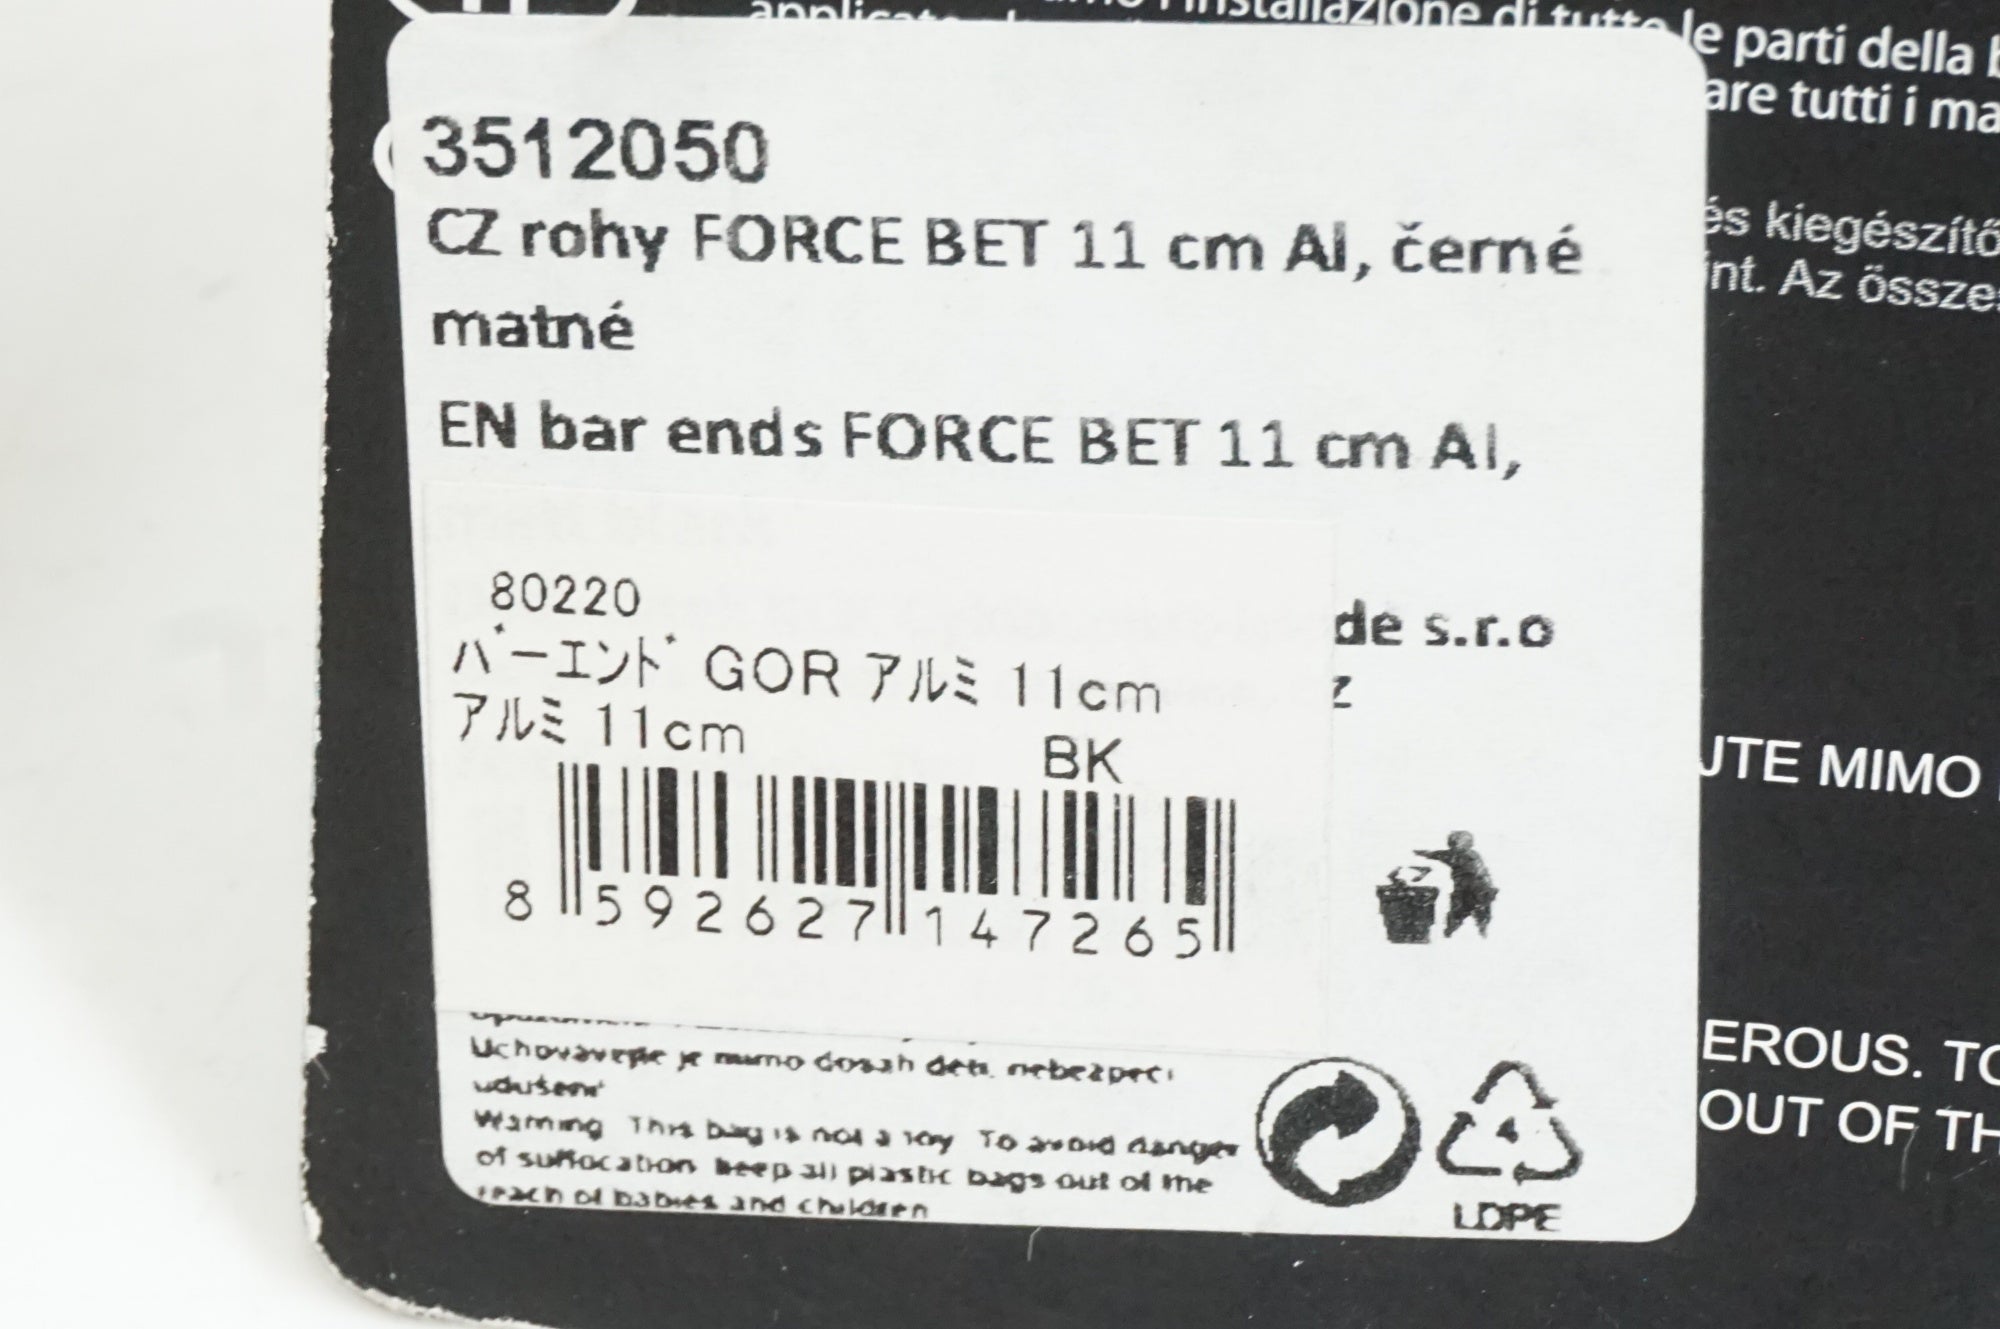 l'installazione di tutte le parti della
are tutti i ma
3512050
CZ rohy FORCE BET 11 cm Al, černé
matné
EN bar ends FORCE BET 11 cm Al,
és kiegészítő
int. Az össze
80220
バーエンド GOR アルミ 11cm
アルミ 11cm BK
8 592627 147265
de s.r.o
z
UTE MIMO
Uchovávejte je mimo dosah dětí, nebezpečí
udušení
Warning This bag is not a toy To avoid danger
of suffocation keep all plastic bags out of the
reach of babies and children
4
LDPE
EROUS. TO
OUT OF TH